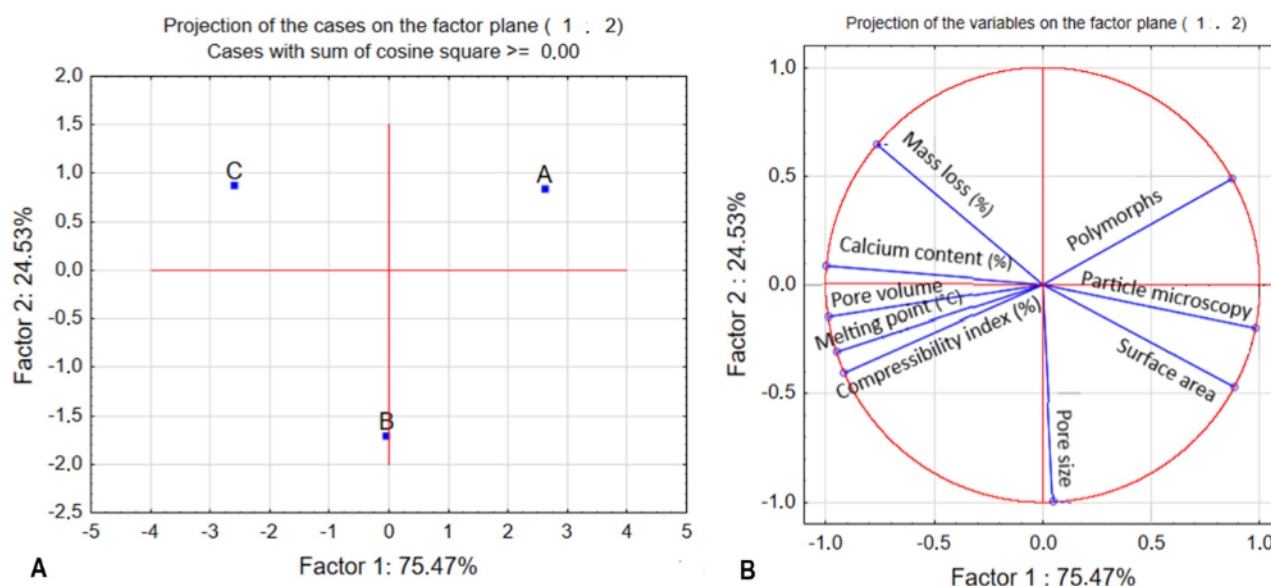 Projection of the cases on the factor plane ( 1 : 2)
Cases with sum of cosine square >= 0.00
2.0
1.5
1.0
0.5
0.0
-0.5
-1.0
-1.5
-2.0
-2.5
Factor 2: 24.53%
C
A
B
-5 -4 -3 -2 -1 0 1 2 3 4 5
Factor 1: 75.47%
A
Projection of the variables on the factor plane ( 1 : . 2)
1.0
0.5
0.0
-0.5
-1.0
Factor 2 : 24.53%
Mass loss (%)
Polymorphs
Calcium content (%)
Pore volume
Particle microscopy
Melting point (°C)
Compressibility index (%)
Surface area
Pore size
-1.0 -0.5 0.0 0.5 1.0
Factor 1 : 75.47%
B